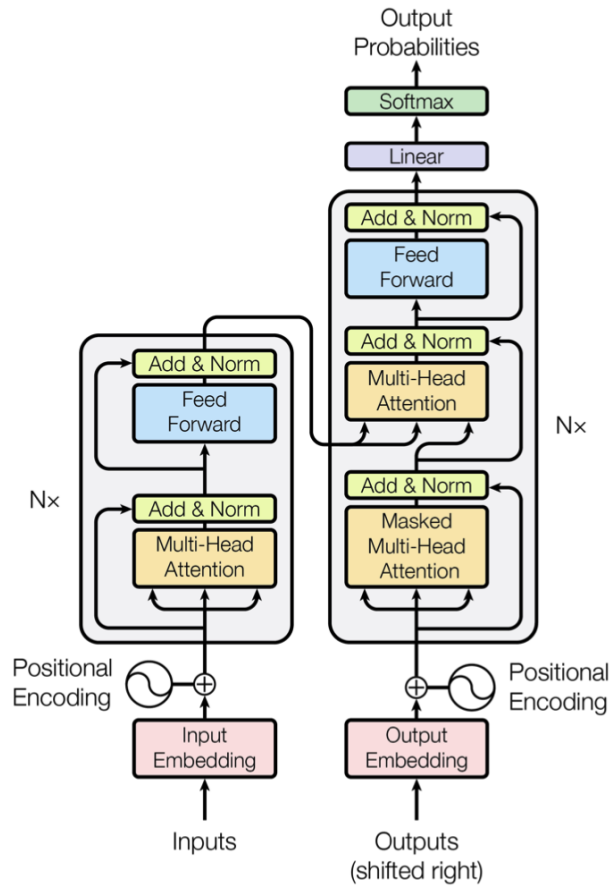 Output
Probabilities
Softmax
Linear
Add & Norm
Feed
Forward
Add & Norm
Multi-Head
Attention
Add & Norm
Masked
Multi-Head
Attention
N×
Add & Norm
Feed
Forward
Add & Norm
Multi-Head
Attention
N×
Positional
Encoding
Positional
Encoding
Input
Embedding
Output
Embedding
Inputs
Outputs
(shifted right)